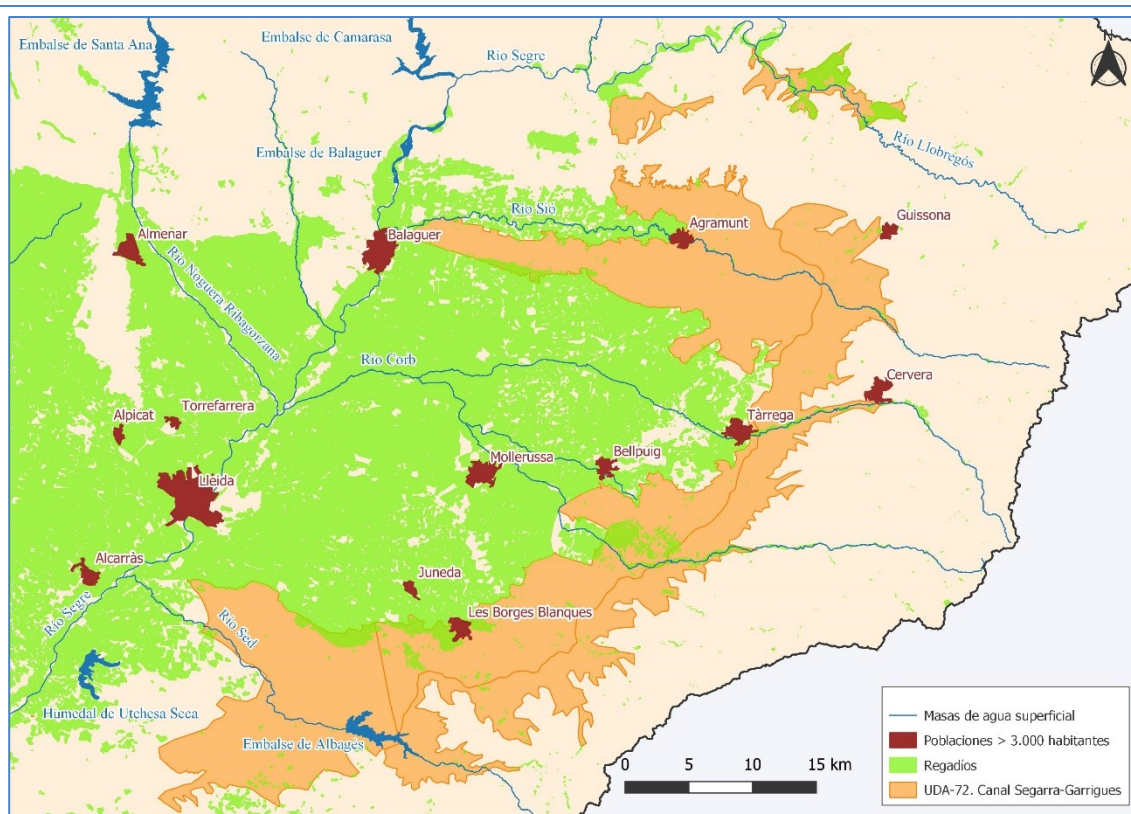 Embalse de Santa Ana
Embalse de Camarasa
Río Segre
Río Llobregós
Embalse de Balaguer
Río Sió
Agramunt
Guissona
Almenar
Balaguer
Río Noguera Ribagorzana
Río Corb
Cervera
Torrefarrera
Alpicat
Tàrrega
Mollerussa
Bellpuig
Lleida
Alcarràs
Juneda
Les Borges Blanques
Río Segre
Río Sed
Humedal de Utchesa Seca
Embalse de Albagés
0 5 10 15 km
Masas de agua superficial
Poblaciones > 3.000 habitantes
Regadíos
UDA-72. Canal Segarra-Garrigues